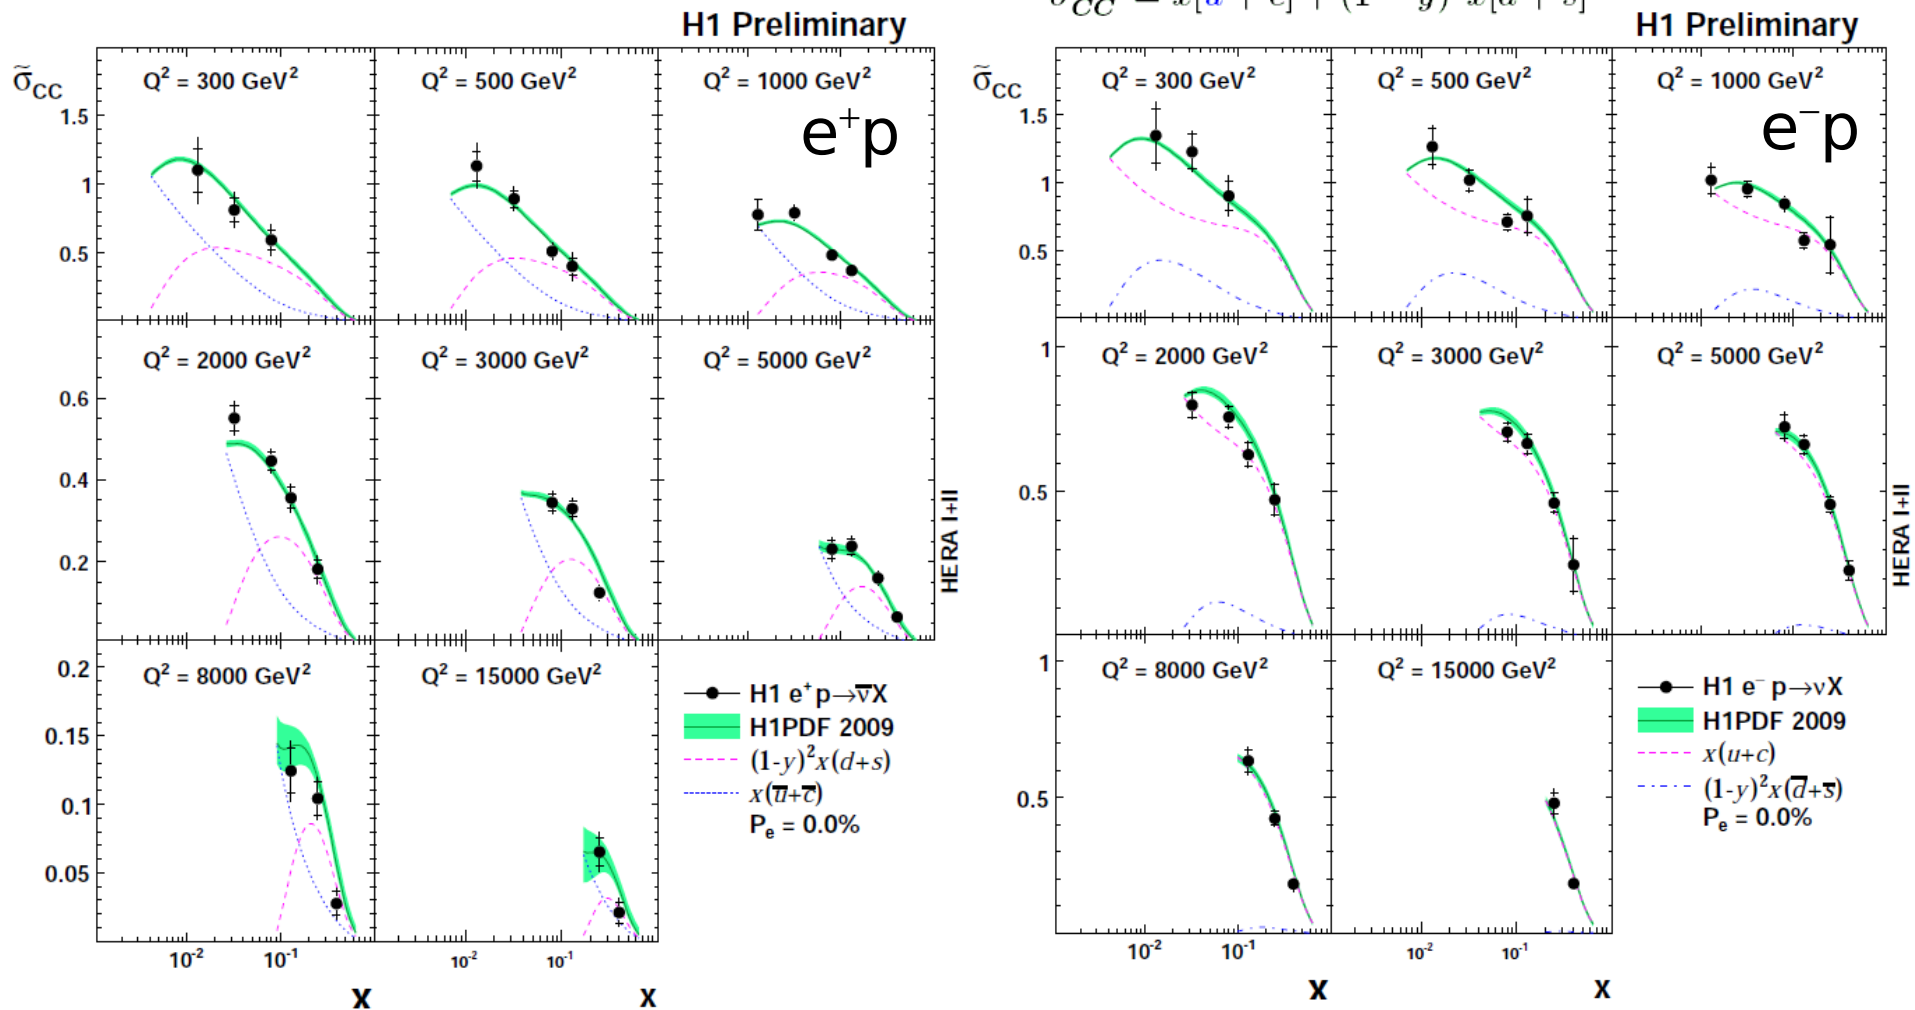 H1 Preliminary
σ̃CC
Q² = 300 GeV²
Q² = 500 GeV²
Q² = 1000 GeV²
e⁺p
1.5
1
0.5
Q² = 2000 GeV²
Q² = 3000 GeV²
Q² = 5000 GeV²
0.6
0.4
0.2
HERA I+II
Q² = 8000 GeV²
Q² = 15000 GeV²
0.2
0.15
0.1
0.05
H1 e⁺p→ν̅X
H1PDF 2009
(1-y)²x(d+s)
x(u̅+c̅)
Pₑ = 0.0%
10⁻²
10⁻¹
10⁻²
10⁻¹
x
x
H1 Preliminary
σ̃CC
Q² = 300 GeV²
Q² = 500 GeV²
Q² = 1000 GeV²
e⁻p
1.5
1
0.5
Q² = 2000 GeV²
Q² = 3000 GeV²
Q² = 5000 GeV²
1
0.5
HERA I+II
Q² = 8000 GeV²
Q² = 15000 GeV²
1
0.5
H1 e⁻ p→νX
H1PDF 2009
x(u+c)
(1-y)²x(d̅+s̅)
Pₑ = 0.0%
10⁻²
10⁻¹
10⁻²
10⁻¹
x
x